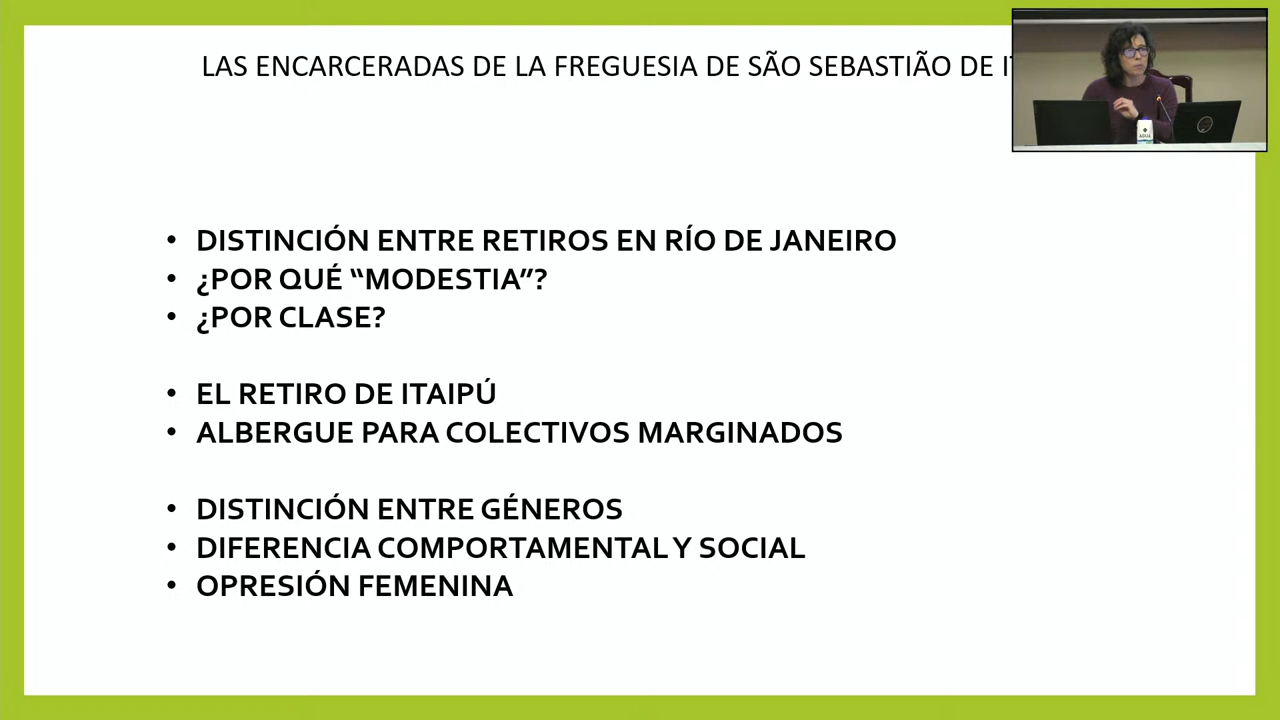 LAS ENCARCERADAS DE LA FREGUESIA DE SÃO SEBASTIÃO DE
• DISTINCIÓN ENTRE RETIROS EN RÍO DE JANEIRO
• ¿POR QUÉ “MODESTIA”?
• ¿POR CLASE?
• EL RETIRO DE ITAIPÚ
• ALBERGUE PARA COLECTIVOS MARGINADOS
• DISTINCIÓN ENTRE GÉNEROS
• DIFERENCIA COMPORTAMENTAL Y SOCIAL
• OPRESIÓN FEMENINA